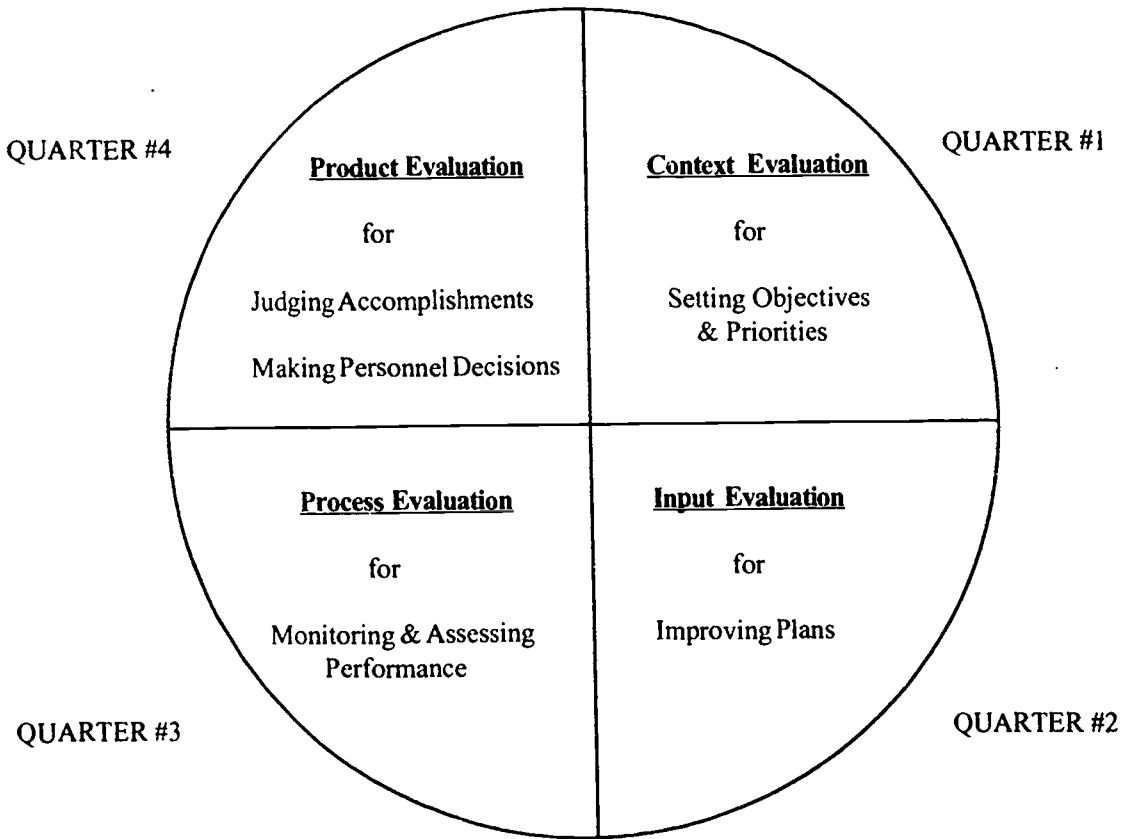 QUARTER #4
Product Evaluation
for
Judging Accomplishments
Making Personnel Decisions
QUARTER #1
Context Evaluation
for
Setting Objectives
& Priorities
Process Evaluation
for
Monitoring & Assessing
Performance
QUARTER #3
Input Evaluation
for
Improving Plans
QUARTER #2